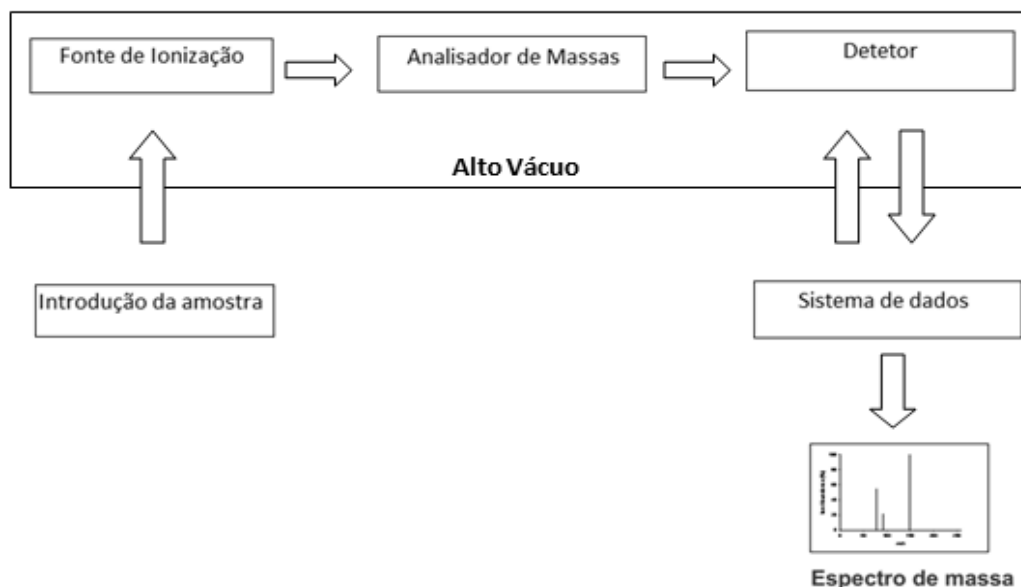 Fonte de Ionização
Analisador de Massas
Detetor
Alto Vácuo
Introdução da amostra
Sistema de dados
Espectro de massa